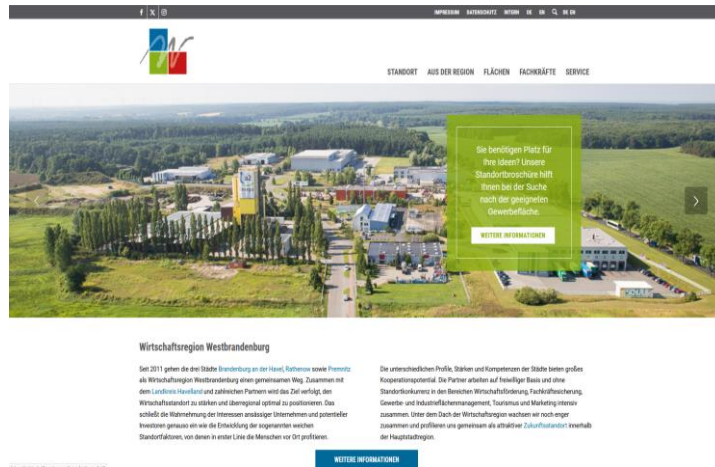 IMPRESSUM DATENSCHUTZ INTERN DE EN DE EN
STANDORT AUS DER REGION FLÄCHEN FACHKRÄFTE SERVICE
Sie benötigen Platz für
Ihre Ideen? Unsere
Standortbroschüre hilft
Ihnen bei der Suche
nach der geeigneten
Gewerbefläche.
WEITERE INFORMATIONEN
Wirtschaftsregion Westbrandenburg
Seit 2011 gehen die drei Städte Brandenburg an der Havel, Rathenow sowie Premnitz
als Wirtschaftsregion Westbrandenburg einen gemeinsamen Weg. Zusammen mit
dem Landkreis Havelland und zahlreichen Partnern wird das Ziel verfolgt, den
Wirtschaftsstandort zu stärken und überregional optimal zu positionieren. Das
schließt die Wahrnehmung der Interessen ansässiger Unternehmen und potentieller
Investoren genauso ein wie die Entwicklung der sogenannten weichen
Standortfaktoren, von denen in erster Linie die Menschen vor Ort profitieren.
Die unterschiedlichen Profile, Stärken und Kompetenzen der Städte bieten großes
Kooperationspotential. Die Partner arbeiten auf freiwilliger Basis und ohne
Standortkonkurrenz in den Bereichen Wirtschaftsförderung, Fachkräftesicherung,
Gewerbe- und Industrieflächenmanagement, Tourismus und Marketing intensiv
zusammen. Unter dem Dach der Wirtschaftsregion wachsen wir noch enger
zusammen und profilieren uns gemeinsam als attraktiver Zukunftsstandort innerhalb
der Hauptstadtregion.
WEITERE INFORMATIONEN